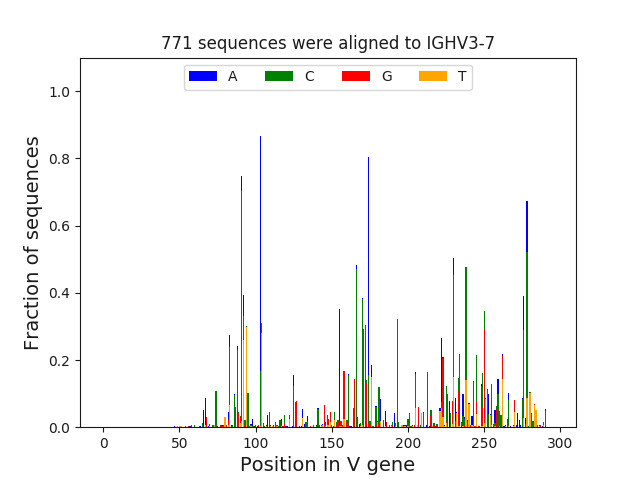 771 sequences were aligned to IGHV3-7
A C G T
1.0
0.8
0.6
0.4
0.2
0.0
Fraction of sequences
0 50 100 150 200 250 300
Position in V gene